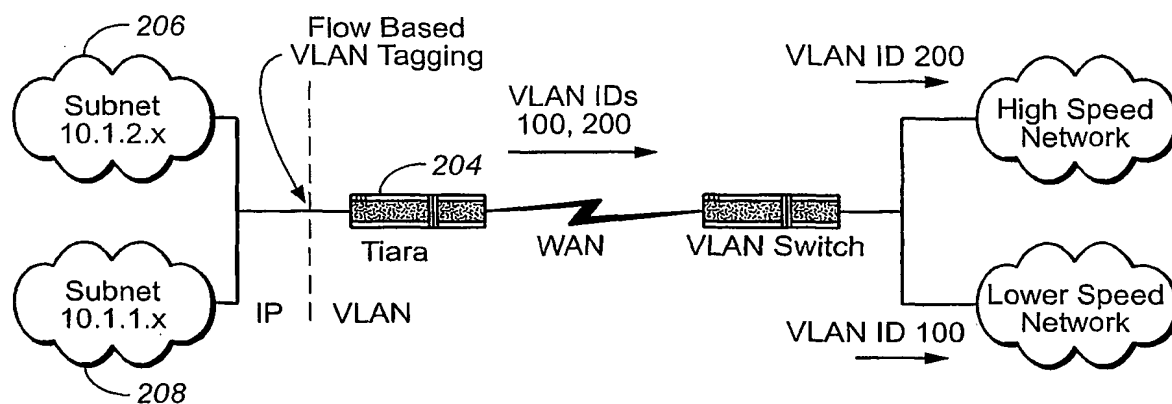 206
Subnet
10.1.2.x
Flow Based
VLAN Tagging
VLAN IDs
100, 200
VLAN ID 200
High Speed
Network
204
Tiara
WAN
VLAN Switch
Subnet
10.1.1.x
IP
VLAN
208
Lower Speed
Network
VLAN ID 100